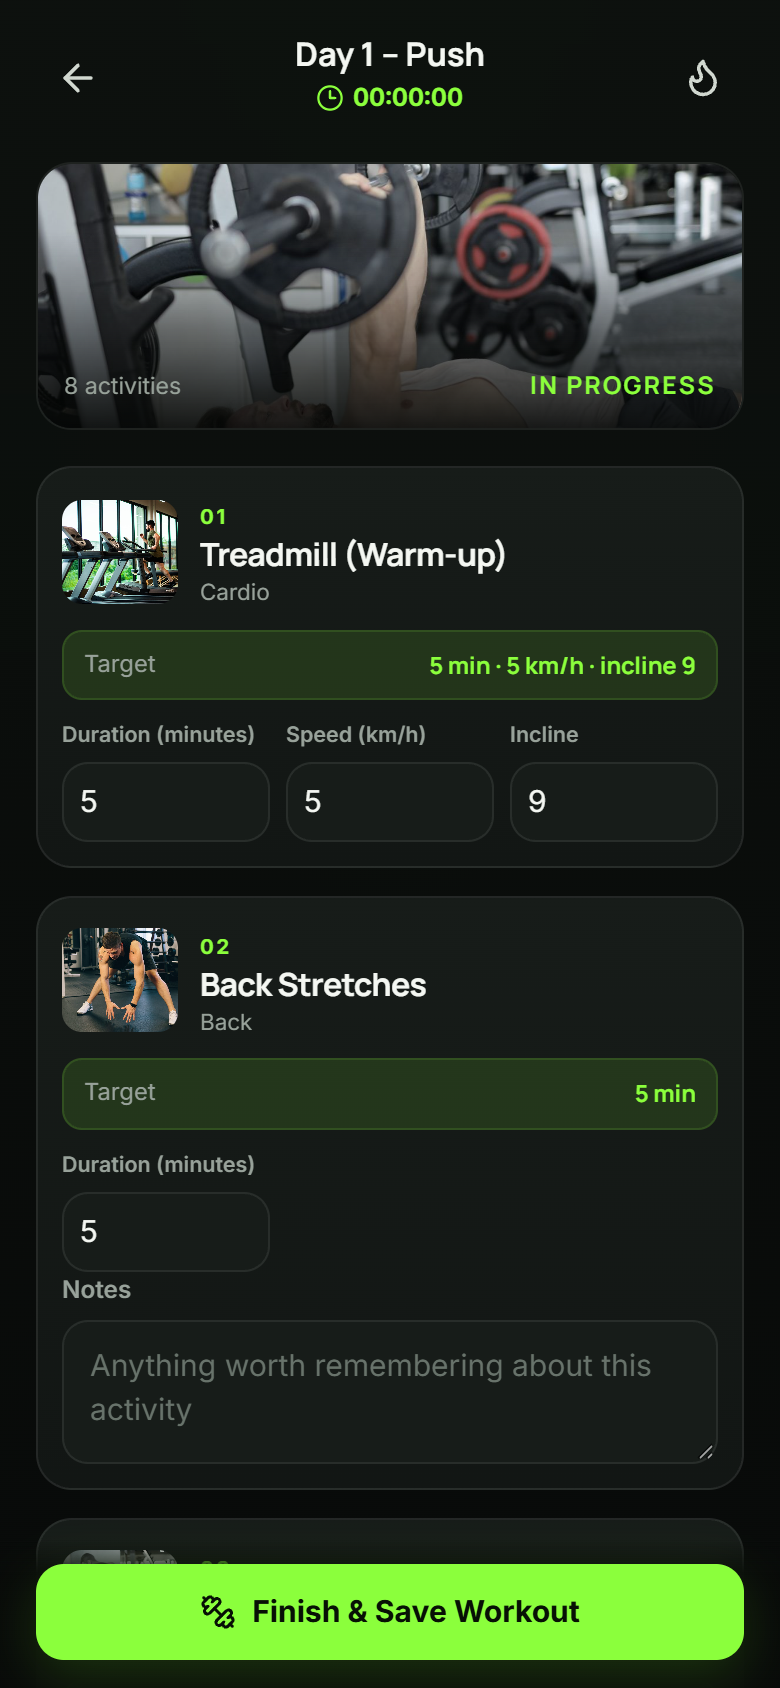 Day 1 – Push
00:00:00
8 activities
IN PROGRESS
01
Treadmill (Warm-up)
Cardio
Target
5 min · 5 km/h · incline 9
Duration (minutes)
Speed (km/h)
Incline
5
5
9
02
Back Stretches
Back
Target
5 min
Duration (minutes)
5
Notes
Anything worth remembering about this
activity
Finish & Save Workout